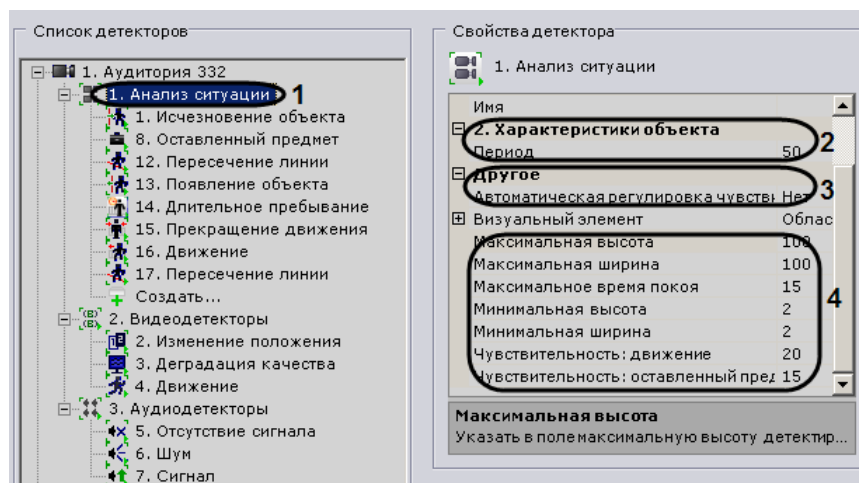 Список детекторов
1. Аудитория 332
1. Анализ ситуации 1
1. Исчезновение объекта
8. Оставленный предмет
12. Пересечение линии
13. Появление объекта
14. Длительное пребывание
15. Прекращение движения
16. Движение
17. Пересечение линии
Создать...
2. Видеодетекторы
2. Изменение положения
3. Деградация качества
4. Движение
3. Аудиодетекторы
5. Отсутствие сигнала
6. Шум
7. Сигнал
Свойства детектора
1. Анализ ситуации
Имя
2. Характеристики объекта
Период 50
2
Другое
Автоматическая регулировка чувстви Нет
3
Визуальный элемент Облас
Максимальная высота 100
Максимальная ширина 100
Максимальное время покоя 15
4
Минимальная высота 2
Минимальная ширина 2
Чувствительность: движение 20
Чувствительность: оставленный пред 15
Максимальная высота
Указать в поле максимальную высоту детектир...